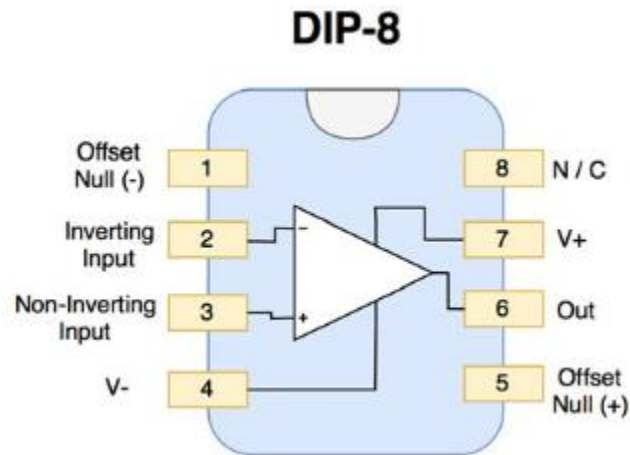 DIP-8
Offset
Null (-)
1
8
N / C
Inverting
Input
2
−
7
V+
Non-Inverting
Input
3
+
6
Out
V-
4
5
Offset
Null (+)